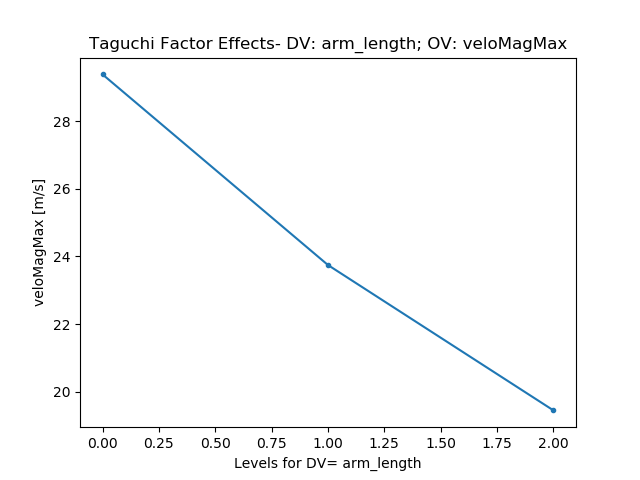 Taguchi Factor Effects- DV: arm_length; OV: veloMagMax
veloMagMax [m/s]
28
26
24
22
20
0.00 0.25 0.50 0.75 1.00 1.25 1.50 1.75 2.00
Levels for DV= arm_length